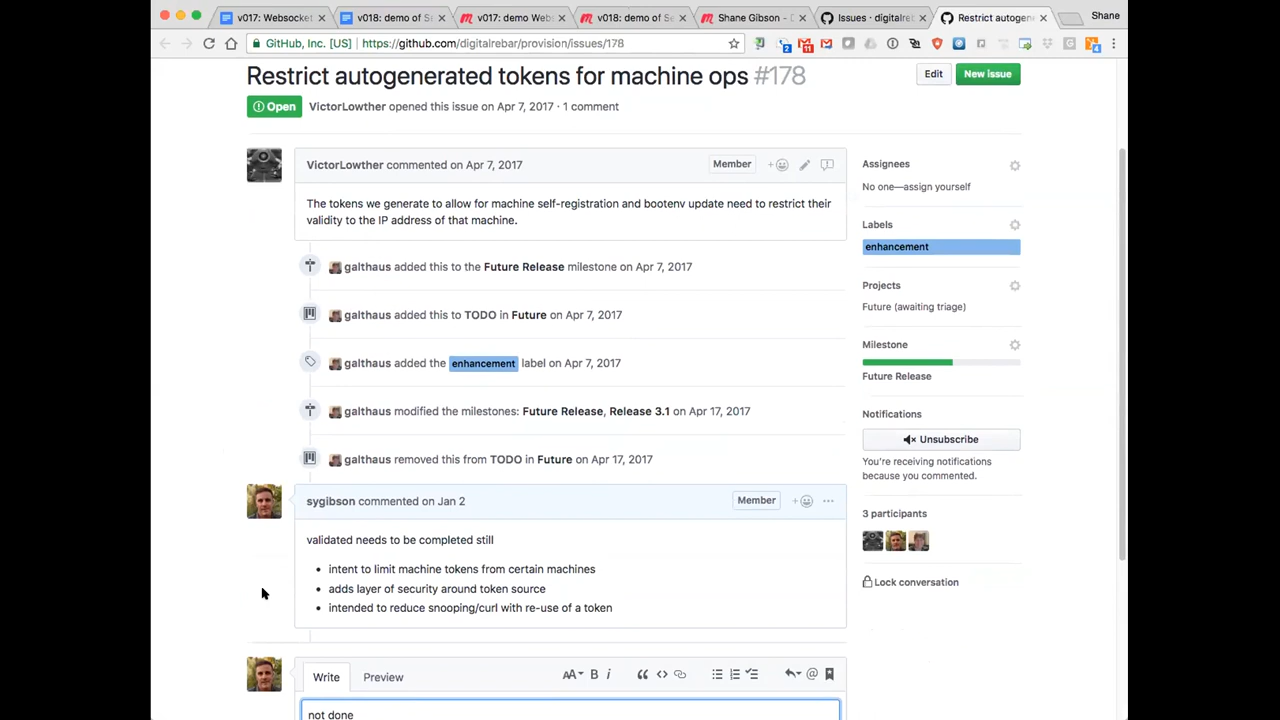 v017: Websocket
v018: demo of Se
v017: demo Webs
v018: demo of Se
Shane Gibson - D
Issues · digitalre
Restrict autogene
Shane
GitHub, Inc. [US]
https://github.com/digitalrebar/provision/issues/178
2
11
4
Restrict autogenerated tokens for machine ops #178
Edit
New issue
Open
VictorLowther opened this issue on Apr 7, 2017 · 1 comment
VictorLowther commented on Apr 7, 2017
Member
The tokens we generate to allow for machine self-registration and bootenv update need to restrict their
validity to the IP address of that machine.
galthaus added this to the Future Release milestone on Apr 7, 2017
galthaus added this to TODO in Future on Apr 7, 2017
galthaus added the enhancement label on Apr 7, 2017
galthaus modified the milestones: Future Release, Release 3.1 on Apr 17, 2017
galthaus removed this from TODO in Future on Apr 17, 2017
sygibson commented on Jan 2
Member
validated needs to be completed still
• intent to limit machine tokens from certain machines
• adds layer of security around token source
• intended to reduce snooping/curl with re-use of a token
Write
Preview
AA
B
i
not done
Assignees
No one—assign yourself
Labels
enhancement
Projects
Future (awaiting triage)
Milestone
Future Release
Notifications
Unsubscribe
You're receiving notifications
because you commented.
3 participants
Lock conversation